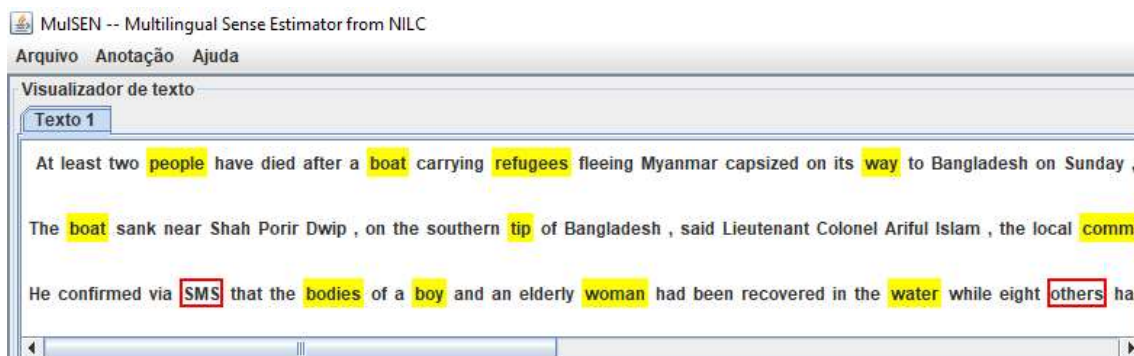 MulSEN -- Multilingual Sense Estimator from NILC
Arquivo Anotação Ajuda
Visualizador de texto
Texto 1
At least two people have died after a boat carrying refugees fleeing Myanmar capsized on its way to Bangladesh on Sunday ,
The boat sank near Shah Porir Dwip , on the southern tip of Bangladesh , said Lieutenant Colonel Ariful Islam , the local comm
He confirmed via SMS that the bodies of a boy and an elderly woman had been recovered in the water while eight others ha